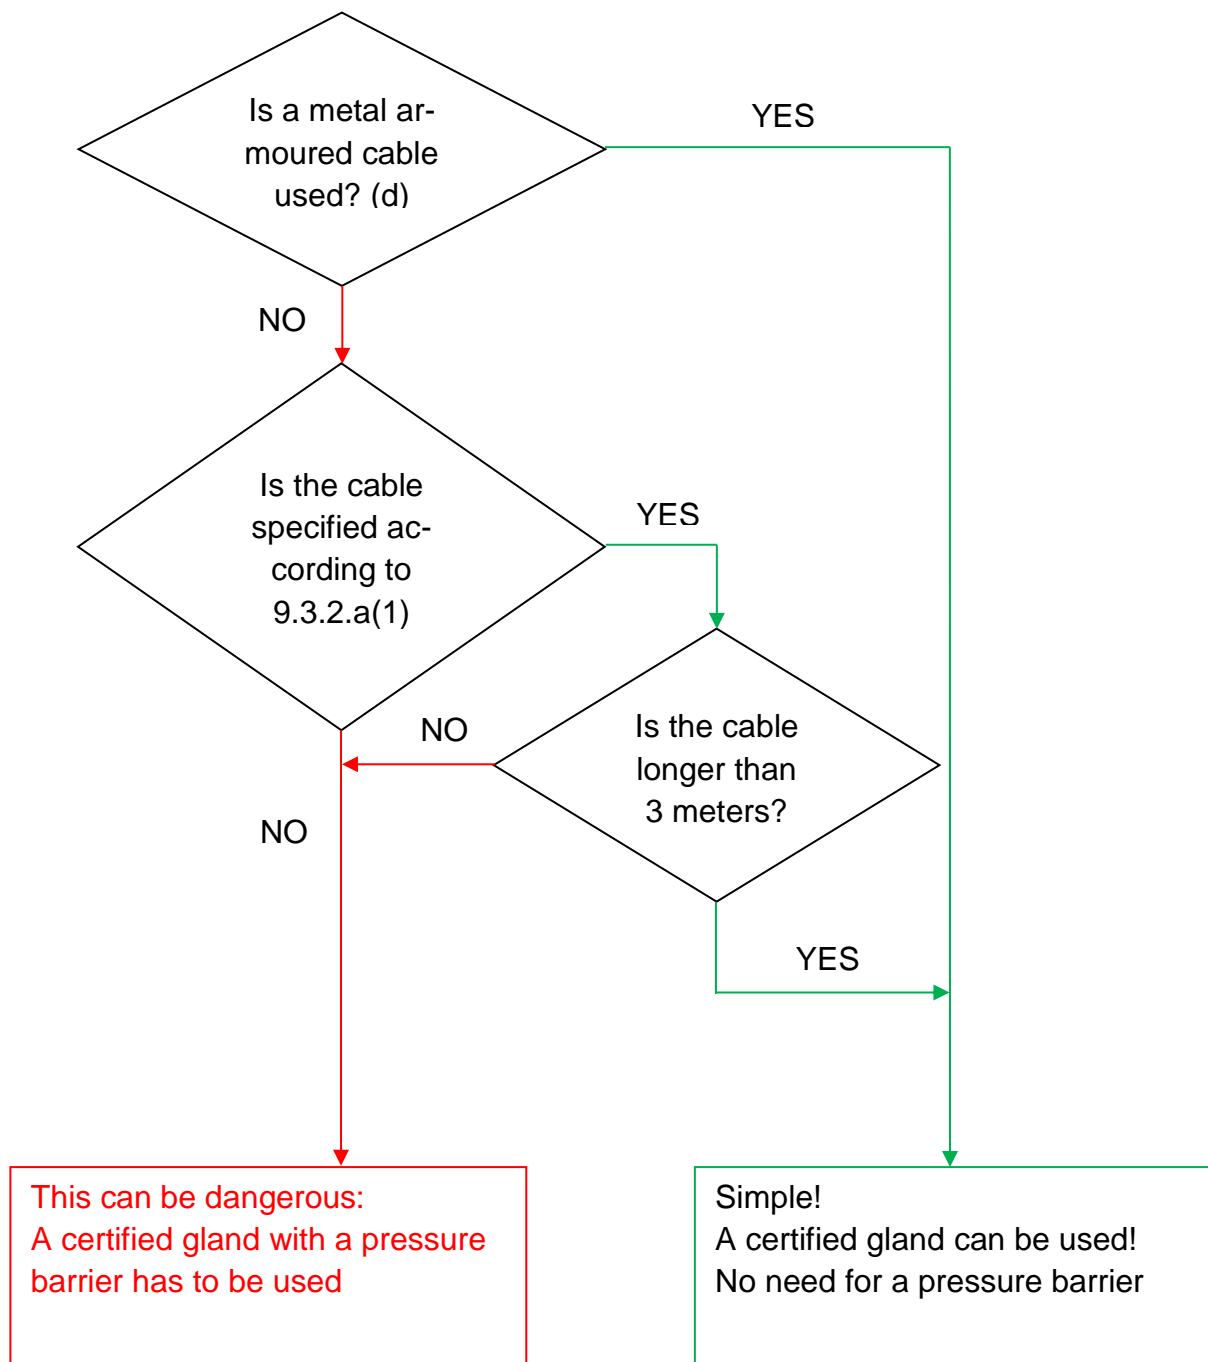 Is a metal ar-
moured cable
used? (d)
YES
NO
Is the cable
specified ac-
cording to
9.3.2.a(1)
YES
Is the cable
longer than
3 meters?
NO
NO
YES
This can be dangerous:
A certified gland with a pressure
barrier has to be used
Simple!
A certified gland can be used!
No need for a pressure barrier